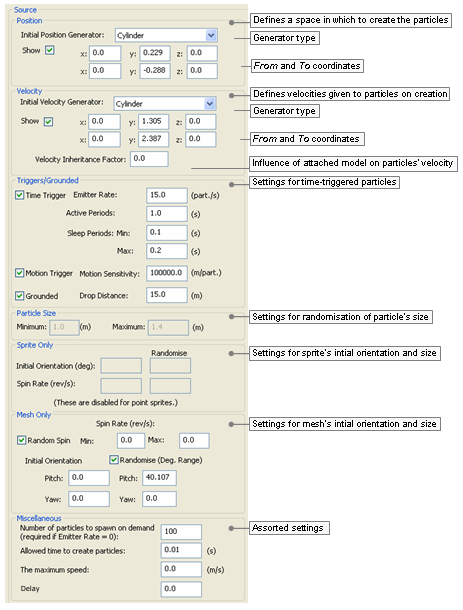 Source
Position
Defines a space in which to create the particles
Initial Position Generator: Cylinder
Generator type
Show x: 0.0 y: 0.229 z: 0.0
From and To coordinates
x: 0.0 y: -0.288 z: 0.0
Velocity
Defines velocities given to particles on creation
Initial Velocity Generator: Cylinder
Generator type
Show x: 0.0 y: 1.305 z: 0.0
x: 0.0 y: 2.387 z: 0.0
From and To coordinates
Velocity Inheritance Factor: 0.0
Influence of attached model on particles' velocity
Triggers/Grounded
Settings for time-triggered particles
Time Trigger Emitter Rate: 15.0 (part./s)
Active Periods: 1.0 (s)
Sleep Periods: Min: 0.1 (s)
Max: 0.2 (s)
Motion Trigger Motion Sensitivity: 100000.0 (m/part.)
Grounded Drop Distance: 15.0 (m)
Particle Size
Settings for randomisation of particle's size
Minimum: 1.0 (m) Maximum: 1.4 (m)
Sprite Only
Randomise
Settings for sprite's intial orientation and size
Initial Orientation (deg):
Spin Rate (rev/s):
(These are disabled for point sprites.)
Mesh Only
Spin Rate (rev/s):
Settings for mesh's intial orientation and size
Random Spin Min: 0.0 Max: 0.0
Initial Orientation Randomise (Deg. Range)
Pitch: 0.0 Pitch: 40.107
Yaw: 0.0 Yaw: 0.0
Miscellaneous
Assorted settings
Number of particles to spawn on demand
(required if Emitter Rate = 0): 100
Allowed time to create particles: 0.01 (s)
The maximum speed: 0.0 (m/s)
Delay 0.0